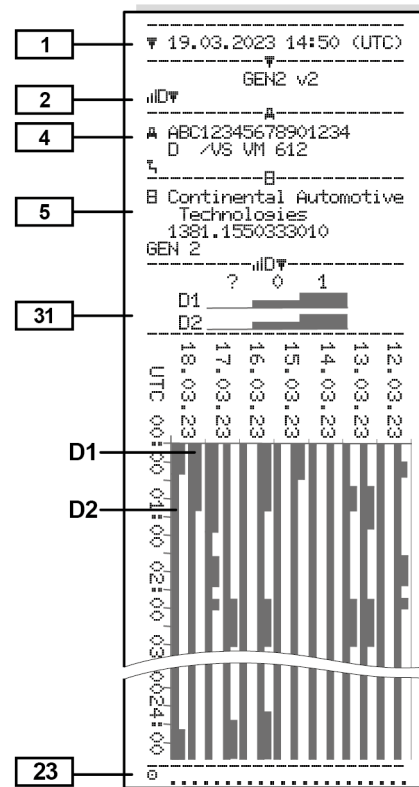 1
▼ 19.03.2023 14:50 (UTC)
GEN2 v2
2
D▼
4
ABC12345678901234
D /VS VM 612
5
Continental Automotive
Technologies
1381.1550333010
GEN 2
D▼
? 0 1
31
D1
D2
UTC
18.03.23
17.03.23
16.03.23
15.03.23
14.03.23
13.03.23
12.03.23
D1
D2
00:00
01:00
02:00
03
00
24:00
23